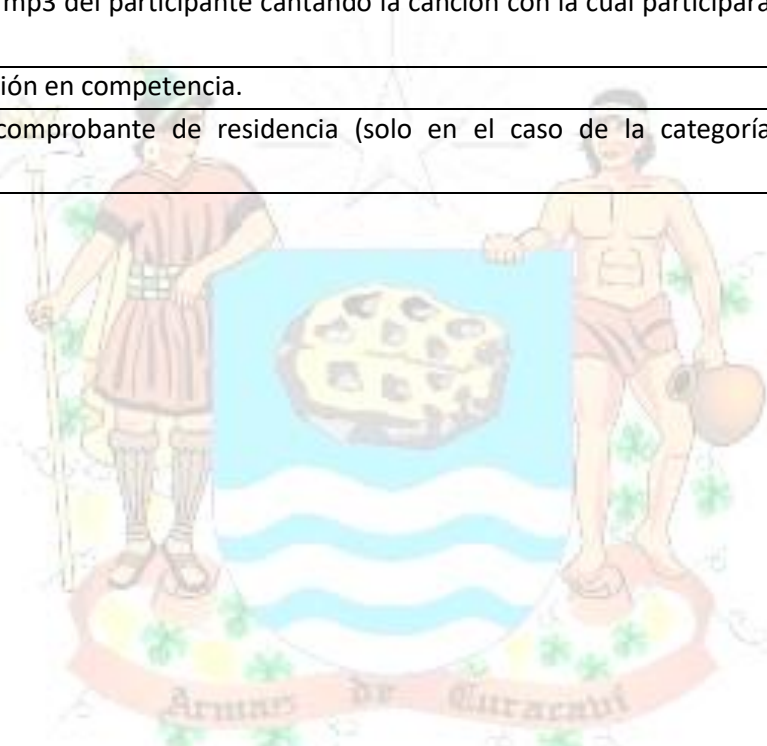 mp3 del participante cantando la canción con la cual participará
ión en competencia.
comprobante de residencia (solo en el caso de la categoría
Armas de Curacaví